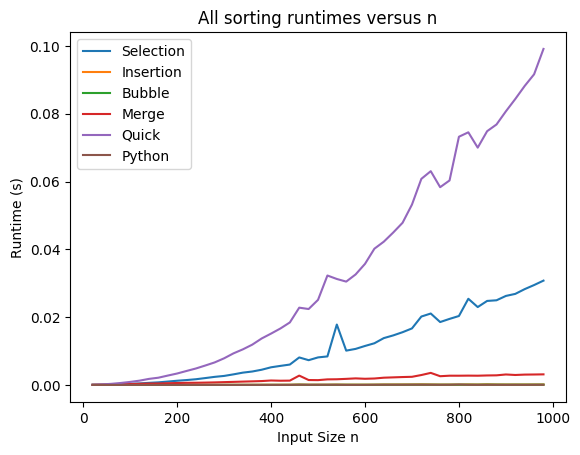 All sorting runtimes versus n
Selection
Insertion
Bubble
Merge
Quick
Python
Runtime (s)
0.10
0.08
0.06
0.04
0.02
0.00
0
200
400
600
800
1000
Input Size n